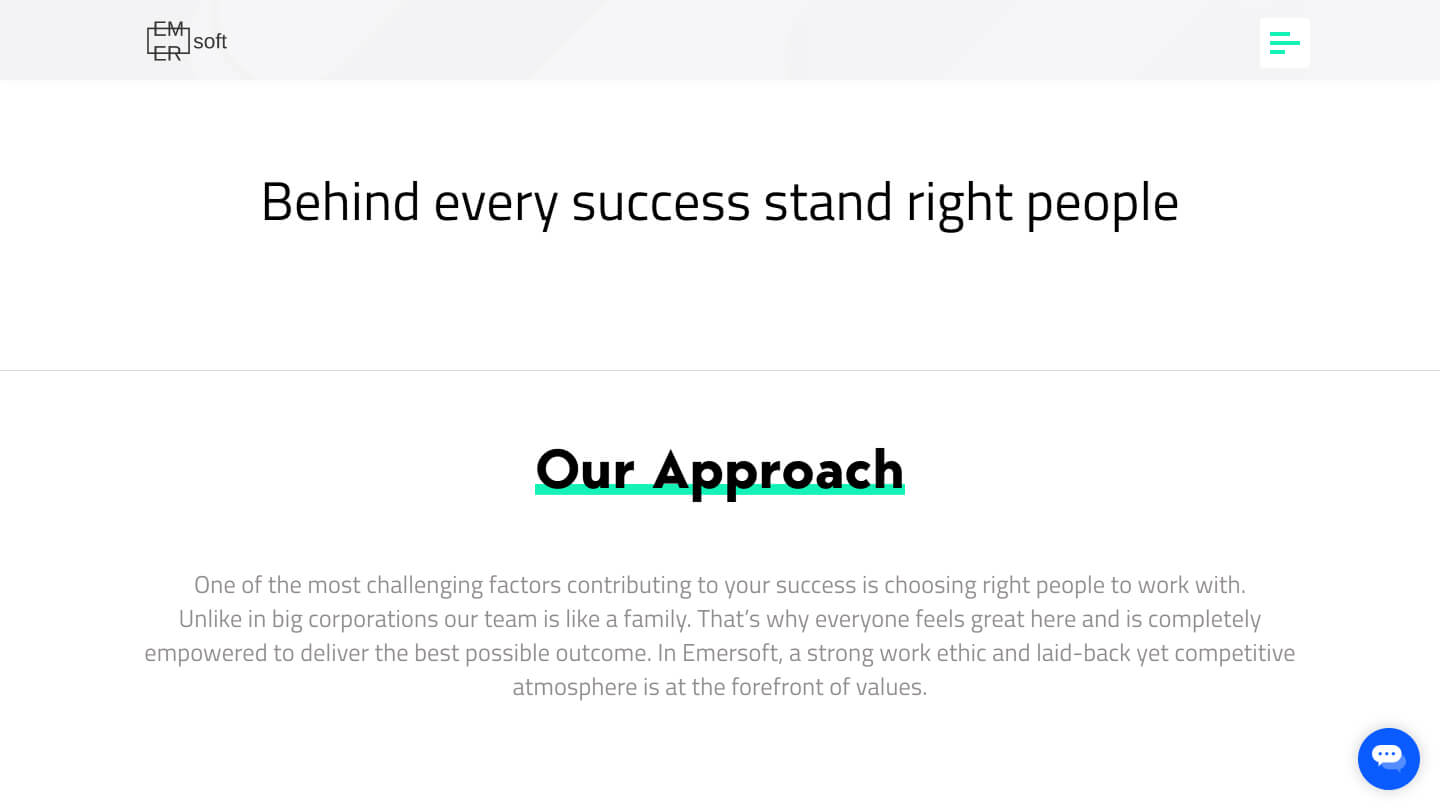 EM
ER soft
Behind every success stand right people
Our Approach
One of the most challenging factors contributing to your success is choosing right people to work with.
Unlike in big corporations our team is like a family. That’s why everyone feels great here and is completely
empowered to deliver the best possible outcome. In Emersoft, a strong work ethic and laid-back yet competitive
atmosphere is at the forefront of values.